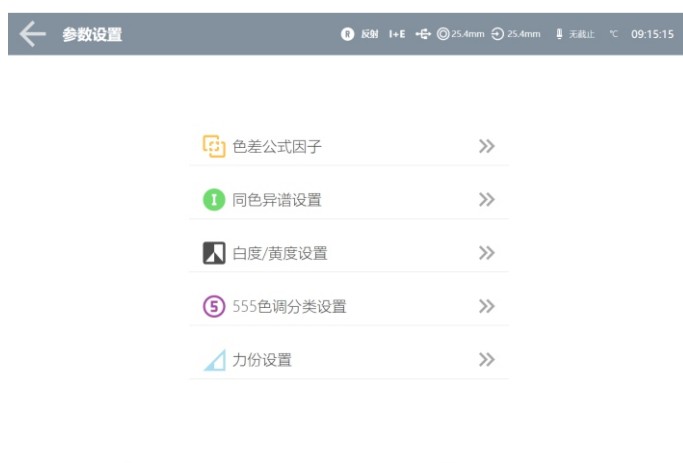 参数设置 R 反射 I+E 25.4mm 25.4mm 无截止 ℃ 09:15:15
色差公式因子
I 同色异谱设置
白度/黄度设置
5 555色调分类设置
力份设置